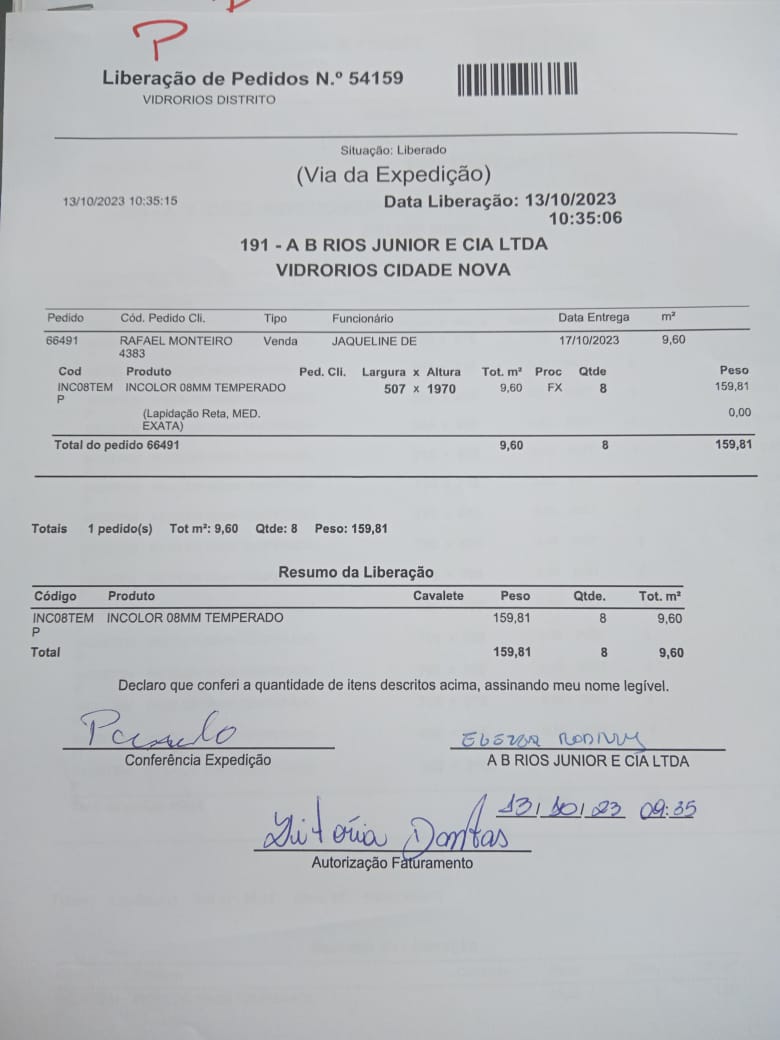 P
Liberação de Pedidos N.º 54159
VIDRORIOS DISTRITO
Situação: Liberado
(Via da Expedição)
13/10/2023 10:35:15
Data Liberação: 13/10/2023
10:35:06
191 - A B RIOS JUNIOR E CIA LTDA
VIDRORIOS CIDADE NOVA
Pedido Cód. Pedido Cli. Tipo Funcionário Data Entrega m²
66491 RAFAEL MONTEIRO Venda JAQUELINE DE 17/10/2023 9,60
4383
Cod Produto Ped. Cli. Largura x Altura Tot. m² Proc Qtde Peso
INC08TEM INCOLOR 08MM TEMPERADO 507 x 1970 9,60 FX 8 159,81
P
(Lapidação Reta, MED. 0,00
EXATA)
Total do pedido 66491 9,60 8 159,81
Totais 1 pedido(s) Tot m²: 9,60 Qtde: 8 Peso: 159,81
Resumo da Liberação
Código Produto Cavalete Peso Qtde. Tot. m²
INC08TEM INCOLOR 08MM TEMPERADO 159,81 8 9,60
P
Total 159,81 8 9,60
Declaro que conferi a quantidade de itens descritos acima, assinando meu nome legível.
Conferência Expedição
A B RIOS JUNIOR E CIA LTDA
13/10/23 09:35
Dantas
Autorização Faturamento